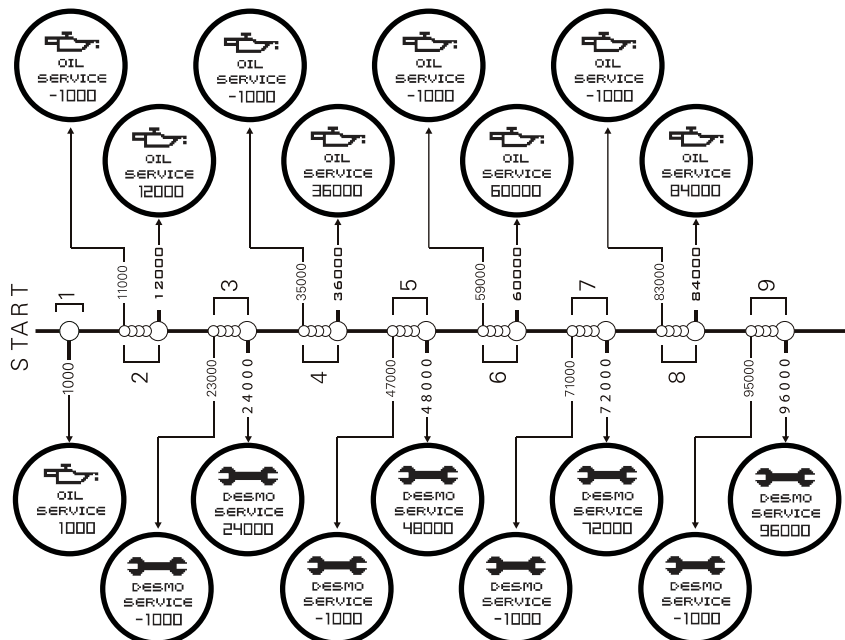 OIL
SERVICE
-1000
OIL
SERVICE
-1000
OIL
SERVICE
-1000
OIL
SERVICE
-1000
OIL
SERVICE
12000
OIL
SERVICE
36000
OIL
SERVICE
60000
OIL
SERVICE
84000
START
1
11000
12000
3
35000
36000
5
59000
60000
7
83000
84000
9
1000
2
23000
24000
4
47000
48000
6
71000
72000
8
95000
96000
OIL
SERVICE
1000
DESMO
SERVICE
24000
DESMO
SERVICE
48000
DESMO
SERVICE
72000
DESMO
SERVICE
96000
DESMO
SERVICE
-1000
DESMO
SERVICE
-1000
DESMO
SERVICE
-1000
DESMO
SERVICE
-1000